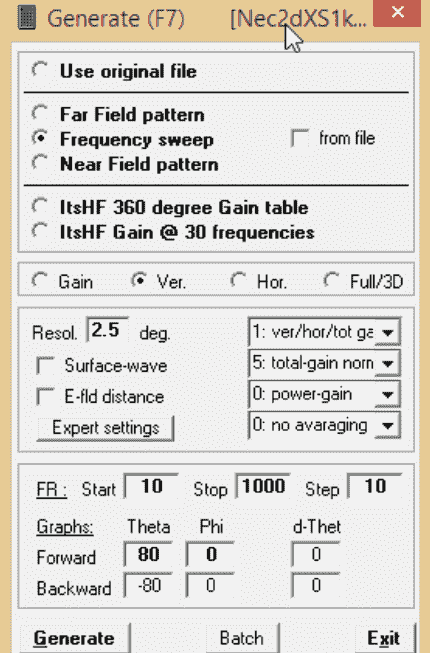 Generate (F7) [Nec2dXS1k...
Use original file
Far Field pattern
Frequency sweep from file
Near Field pattern
ItsHF 360 degree Gain table
ItsHF Gain @ 30 frequencies
Gain Ver. Hor. Full/3D
Resol. 2.5 deg. 1: ver/hor/tot ga
Surface-wave 5: total-gain norn
E-fld distance 0: power-gain
Expert settings 0: no avaraging
FR : Start 10 Stop 1000 Step 10
Graphs: Theta Phi d-Thet
Forward 80 0 0
Backward -80 0 0
Generate Batch Exit